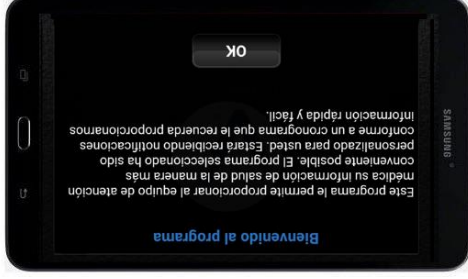 SAMSUNG
Bienvenido al programa
Este programa le permite proporcionar al equipo de atención
médica su información de salud de la manera más
conveniente posible. El programa seleccionado ha sido
personalizado para usted. Estará recibiendo notificaciones
conforme a un cronograma que le recuerda proporcionarnos
información rápida y fácil.
OK